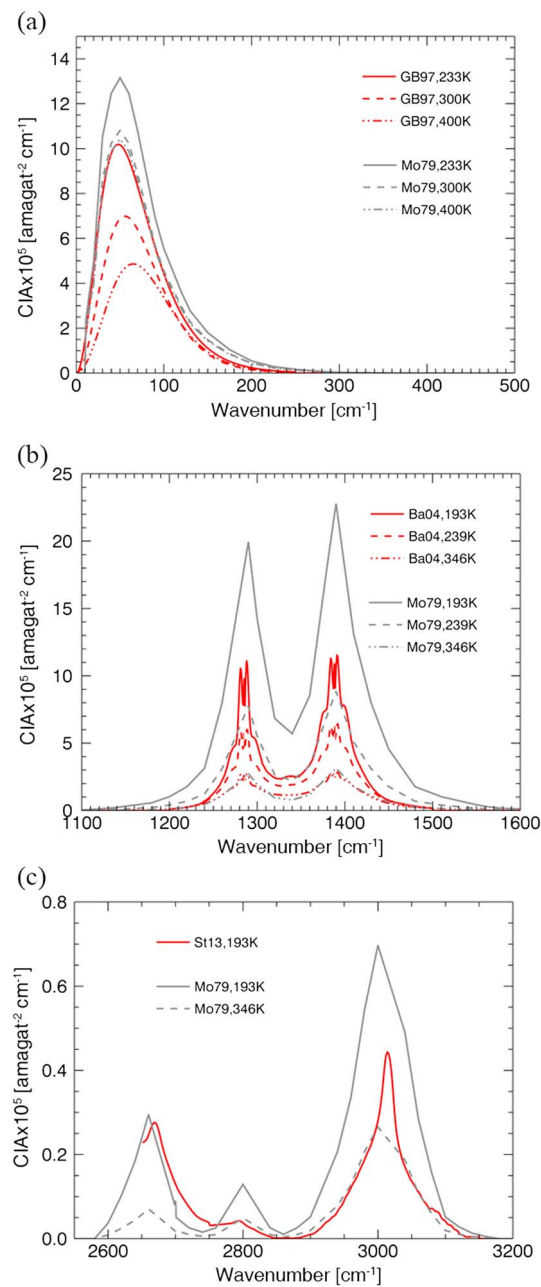 (a)
15
14
12
10
8
6
4
2
0
CIAx10⁵ [amagat⁻² cm⁻¹]
GB97,233K
GB97,300K
GB97,400K
Mo79,233K
Mo79,300K
Mo79,400K
0 100 200 300 400 500
Wavenumber [cm⁻¹]
(b)
25
20
15
10
5
0
CIAx10⁵ [amagat⁻² cm⁻¹]
Ba04,193K
Ba04,239K
Ba04,346K
Mo79,193K
Mo79,239K
Mo79,346K
1100 1200 1300 1400 1500 1600
Wavenumber [cm⁻¹]
(c)
0.8
0.6
0.4
0.2
0.0
CIAx10⁵ [amagat⁻² cm⁻¹]
St13,193K
Mo79,193K
Mo79,346K
2600 2800 3000 3200
Wavenumber [cm⁻¹]